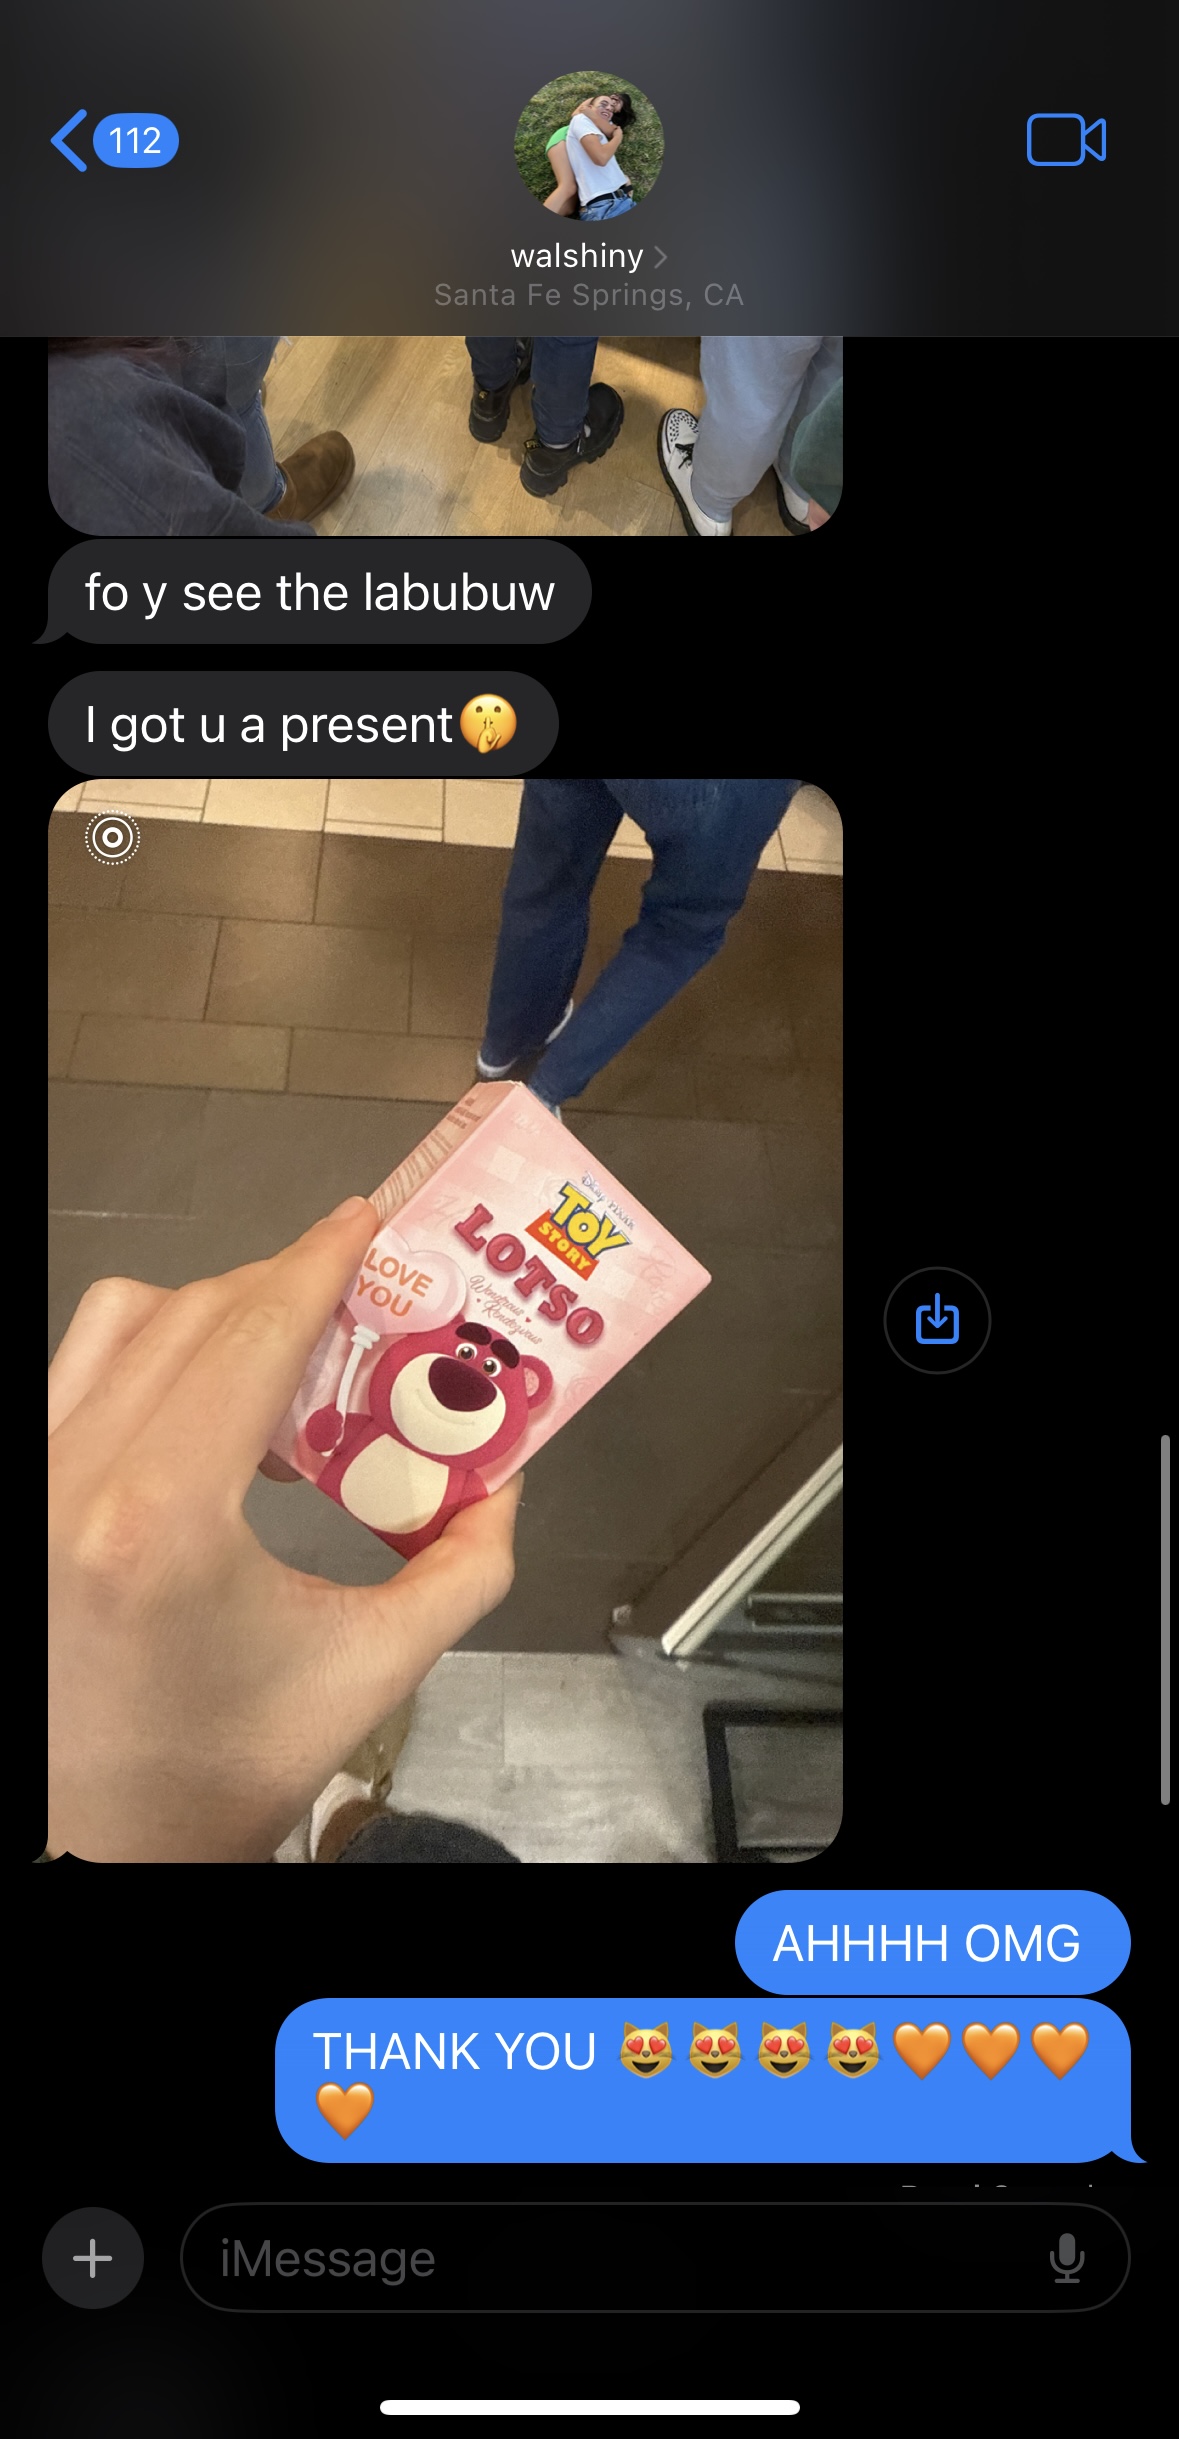 112
walshiny
Santa Fe Springs, CA
fo y see the labubuw
I got u a present🤫
Disney PIXAR
TOY
STORY
LOTSO
Wondrous
Rendezvous
LOVE
YOU
AHHHH OMG
THANK YOU 😻😻😻😻🧡🧡🧡
🧡
iMessage